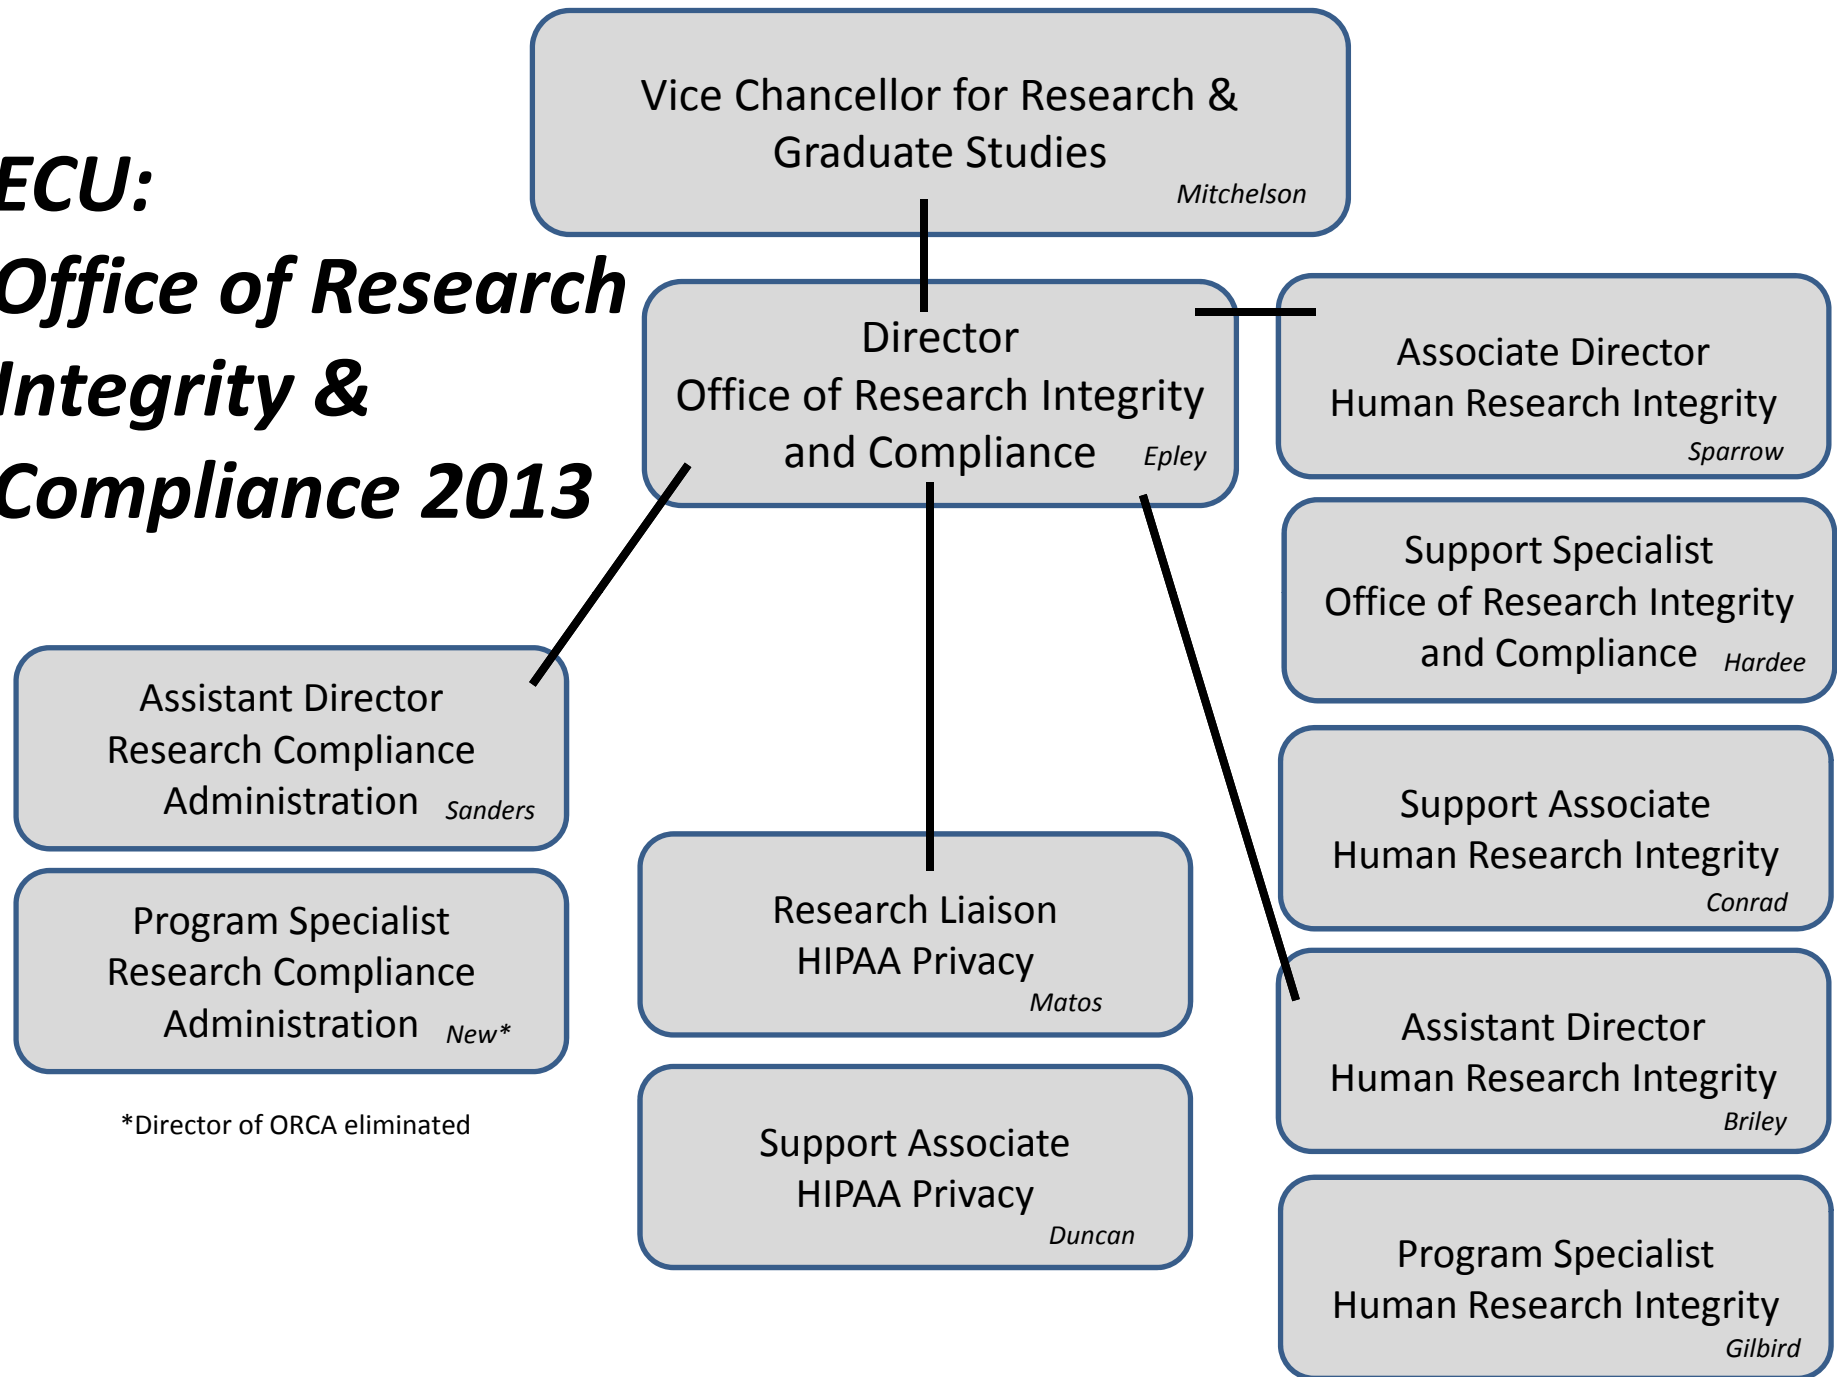 ECU:
Office of Research
Integrity &
Compliance 2013
Vice Chancellor for Research &
Graduate Studies
Mitchelson
Director
Office of Research Integrity
and Compliance Epley
Associate Director
Human Research Integrity
Sparrow
Support Specialist
Office of Research Integrity
and Compliance Hardee
Support Associate
Human Research Integrity
Conrad
Assistant Director
Human Research Integrity
Briley
Program Specialist
Human Research Integrity
Gilbird
Assistant Director
Research Compliance
Administration Sanders
Program Specialist
Research Compliance
Administration New*
*Director of ORCA eliminated
Research Liaison
HIPAA Privacy
Matos
Support Associate
HIPAA Privacy
Duncan